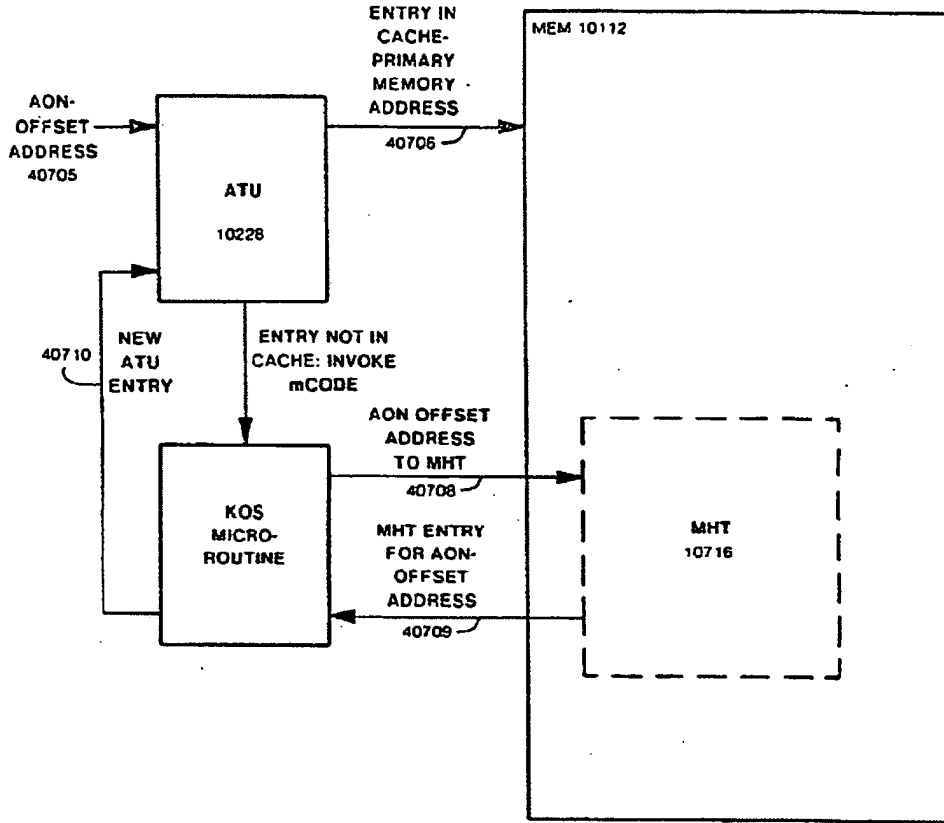 ENTRY IN
CACHE-
PRIMARY
MEMORY
ADDRESS
40706
MEM 10112
AON-
OFFSET
ADDRESS
40705
ATU
10228
40710
NEW
ATU
ENTRY
ENTRY NOT IN
CACHE: INVOKE
mCODE
KOS
MICRO-
ROUTINE
AON OFFSET
ADDRESS
TO MHT
40708
MHT ENTRY
FOR AON-
OFFSET
ADDRESS
40709
MHT
10716